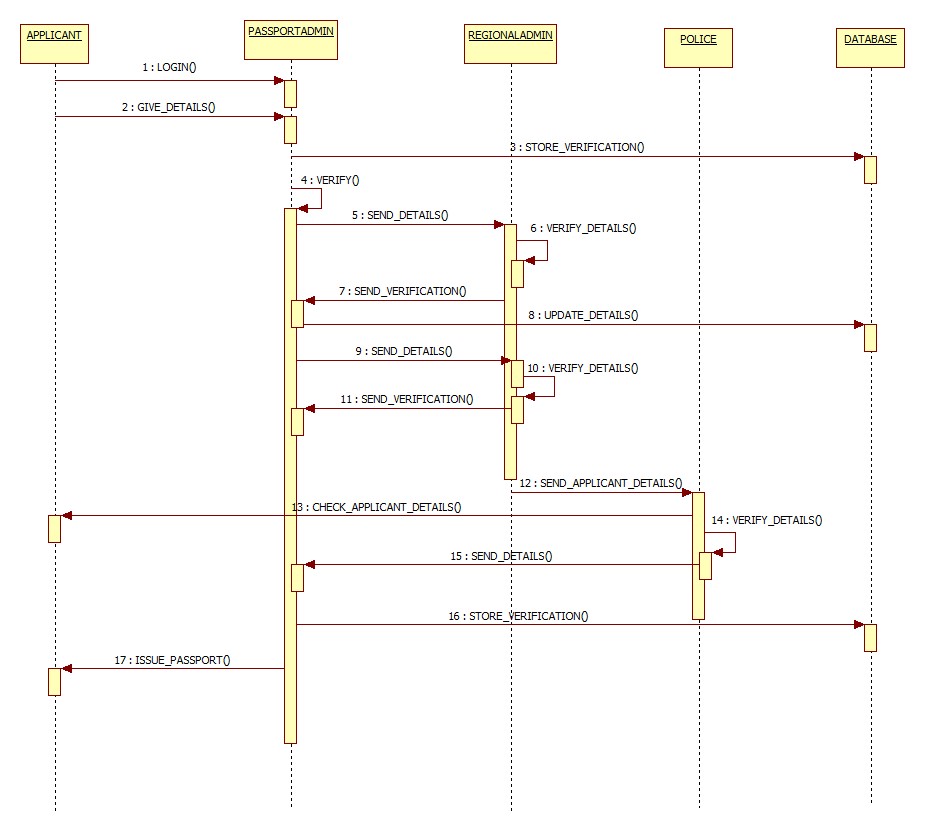 APPLICANT
PASSPORTADMIN
REGIONALADMIN
POLICE
DATABASE
1 : LOGIN()
2 : GIVE_DETAILS()
3 : STORE_VERIFICATION()
4 : VERIFY()
5 : SEND_DETAILS()
6 : VERIFY_DETAILS()
7 : SEND_VERIFICATION()
8 : UPDATE_DETAILS()
9 : SEND_DETAILS()
10 : VERIFY_DETAILS()
11 : SEND_VERIFICATION()
12 : SEND_APPLICANT_DETAILS()
13 : CHECK_APPLICANT_DETAILS()
14 : VERIFY_DETAILS()
15 : SEND_DETAILS()
16 : STORE_VERIFICATION()
17 : ISSUE_PASSPORT()